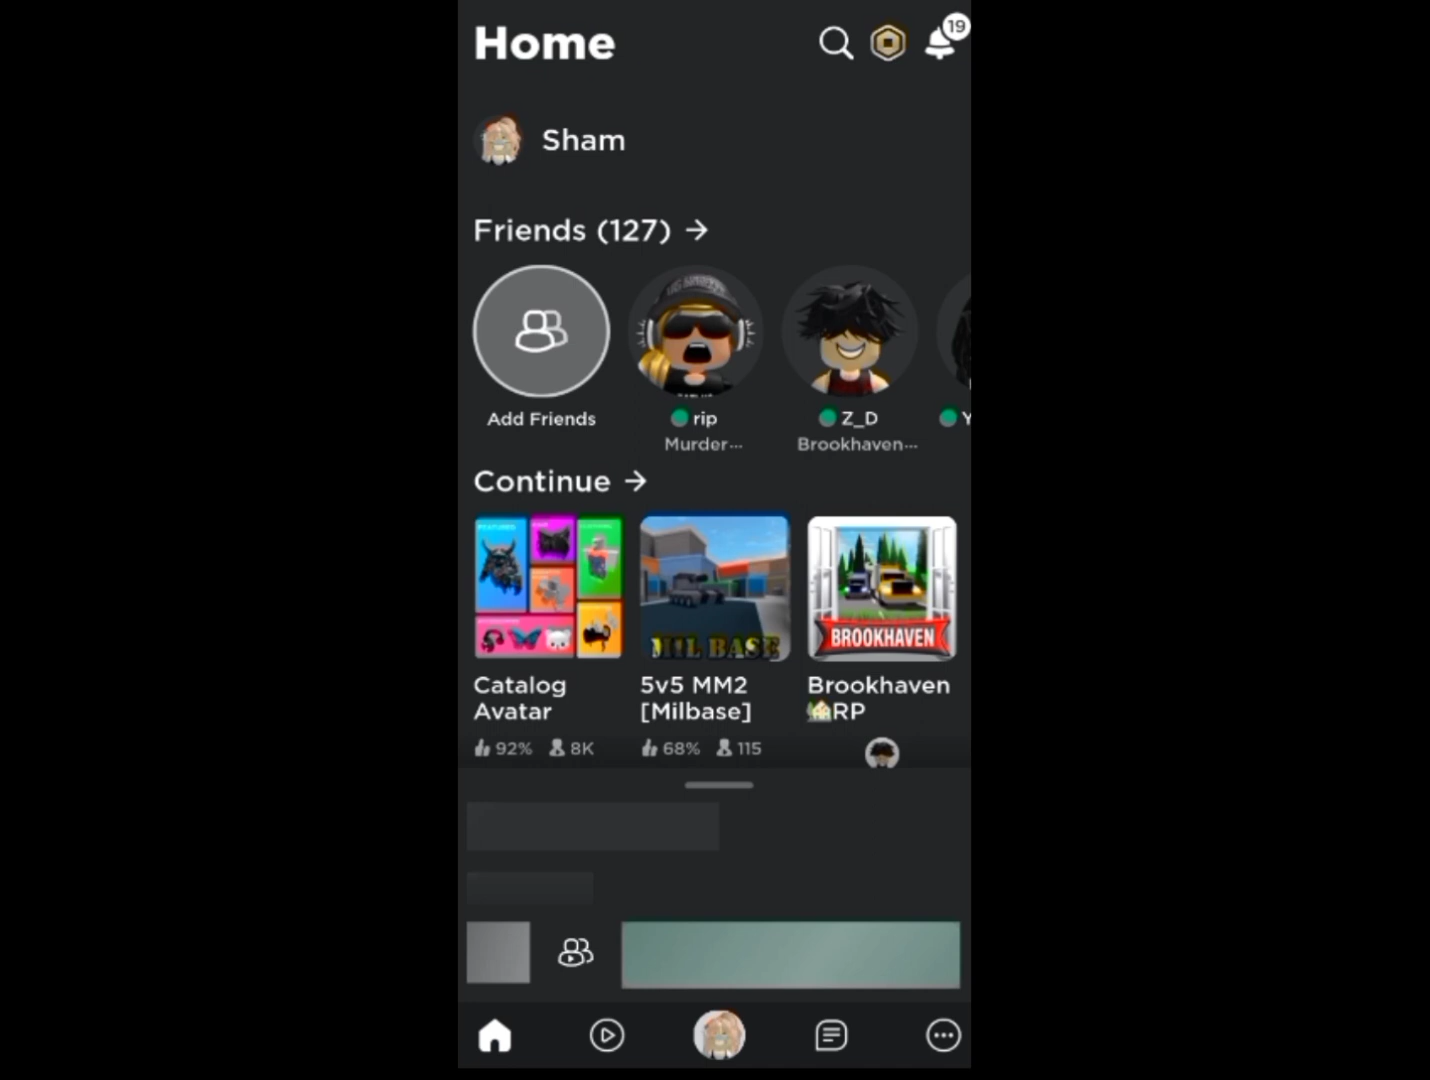 Home
19
Sham
Friends (127) →
Add Friends
rip
Z_D
Y
Murder...
Brookhaven...
Continue →
FEATURED
MIL BASE
BROOKHAVEN
Catalog
Avatar
5v5 MM2
[Milbase]
Brookhaven
🏡RP
92% 8K
68% 115